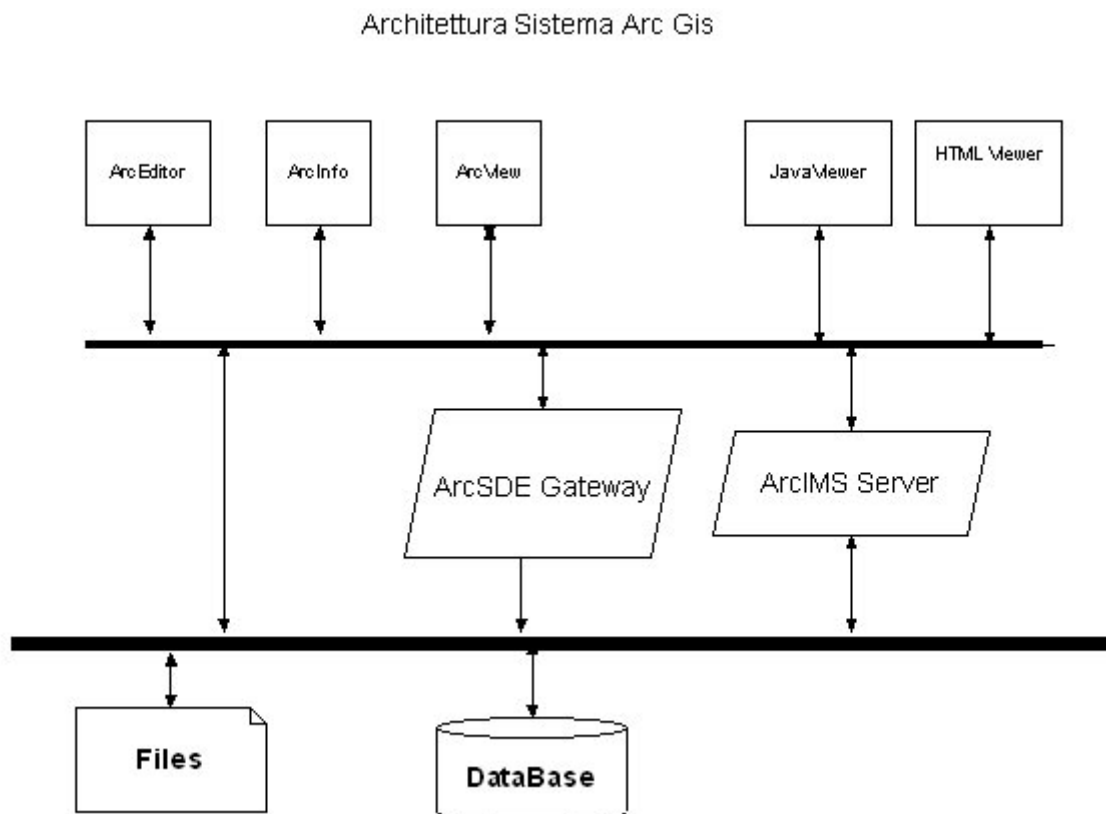 Architettura Sistema Arc Gis
ArcEditor
ArcInfo
ArcView
JavaViewer
HTML Viewer
ArcSDE Gateway
ArcIMS Server
Files
DataBase